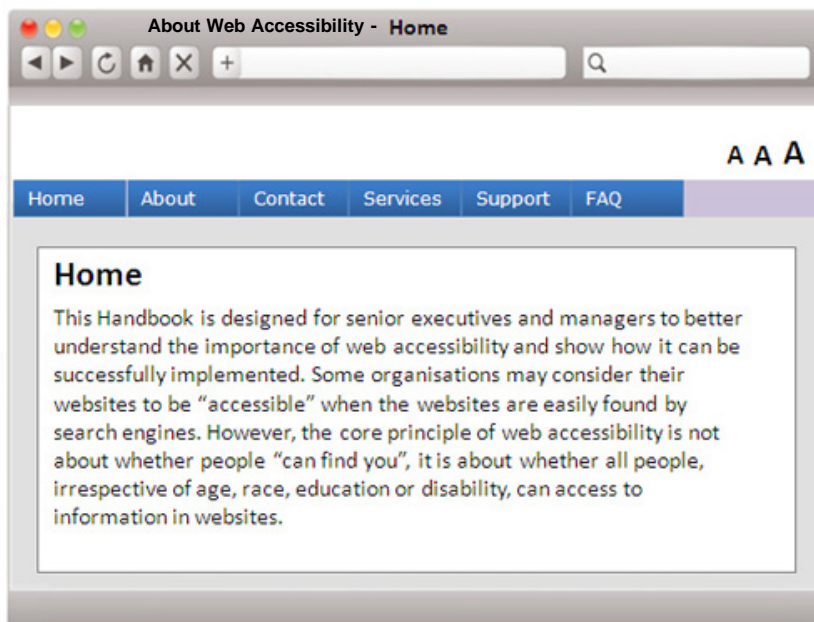 About Web Accessibility - Home
A A A
Home About Contact Services Support FAQ
Home
This Handbook is designed for senior executives and managers to better
understand the importance of web accessibility and show how it can be
successfully implemented. Some organisations may consider their
websites to be “accessible” when the websites are easily found by
search engines. However, the core principle of web accessibility is not
about whether people “can find you”, it is about whether all people,
irrespective of age, race, education or disability, can access to
information in websites.